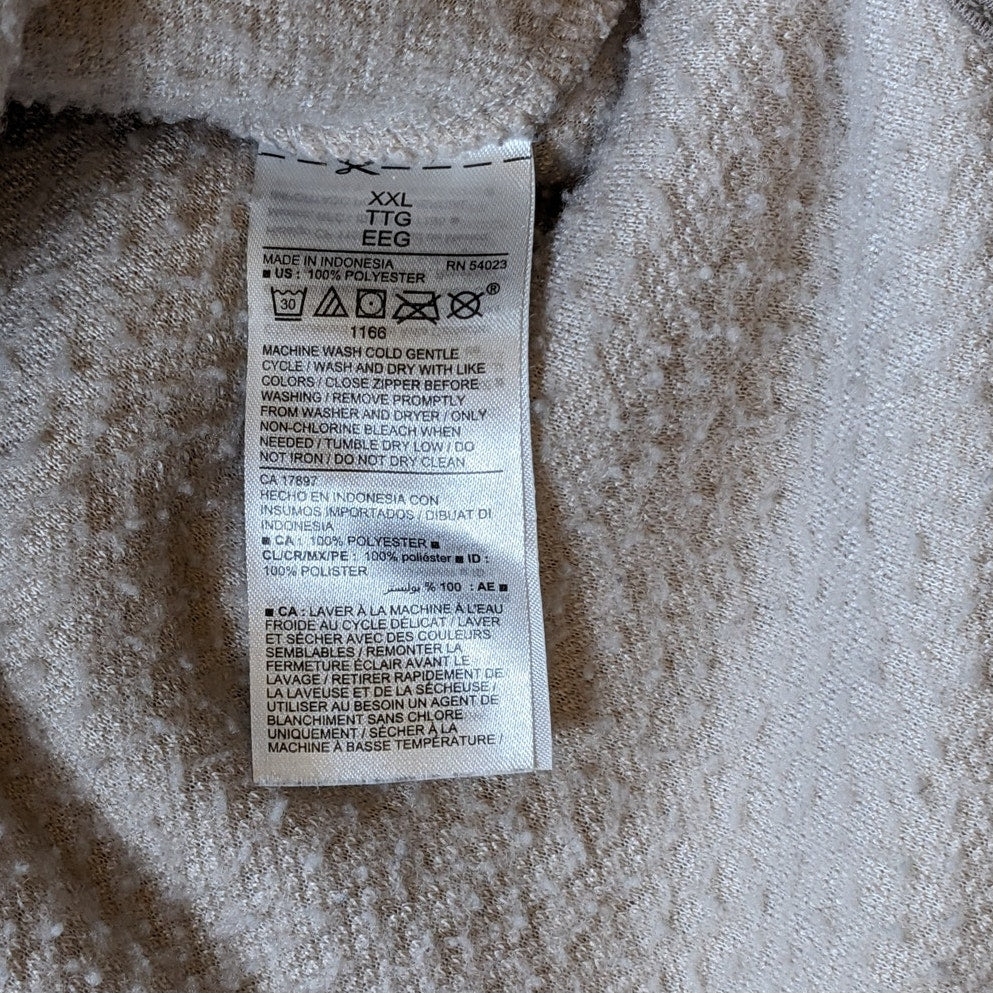 XXL
TTG
EEG
MADE IN INDONESIA RN 54023
■ US : 100% POLYESTER
30 ®
1166
MACHINE WASH COLD GENTLE
CYCLE / WASH AND DRY WITH LIKE
COLORS / CLOSE ZIPPER BEFORE
WASHING / REMOVE PROMPTLY
FROM WASHER AND DRYER / ONLY
NON-CHLORINE BLEACH WHEN
NEEDED / TUMBLE DRY LOW / DO
NOT IRON / DO NOT DRY CLEAN
CA 17897
HECHO EN INDONESIA CON
INSUMOS IMPORTADOS / DIBUAT DI
INDONESIA
■ CA : 100% POLYESTER ■
CL/CR/MX/PE : 100% poliéster ■ ID :
100% POLISTER
■ AE : 100 % بوليستر
■ CA : LAVER À LA MACHINE À L'EAU
FROIDE AU CYCLE DÉLICAT / LAVER
ET SÉCHER AVEC DES COULEURS
SEMBLABLES / REMONTER LA
FERMETURE ÉCLAIR AVANT LE
LAVAGE / RETIRER RAPIDEMENT DE
LA LAVEUSE ET DE LA SÉCHEUSE /
UTILISER AU BESOIN UN AGENT DE
BLANCHIMENT SANS CHLORE
UNIQUEMENT / SÉCHER À LA
MACHINE À BASSE TEMPÉRATURE /